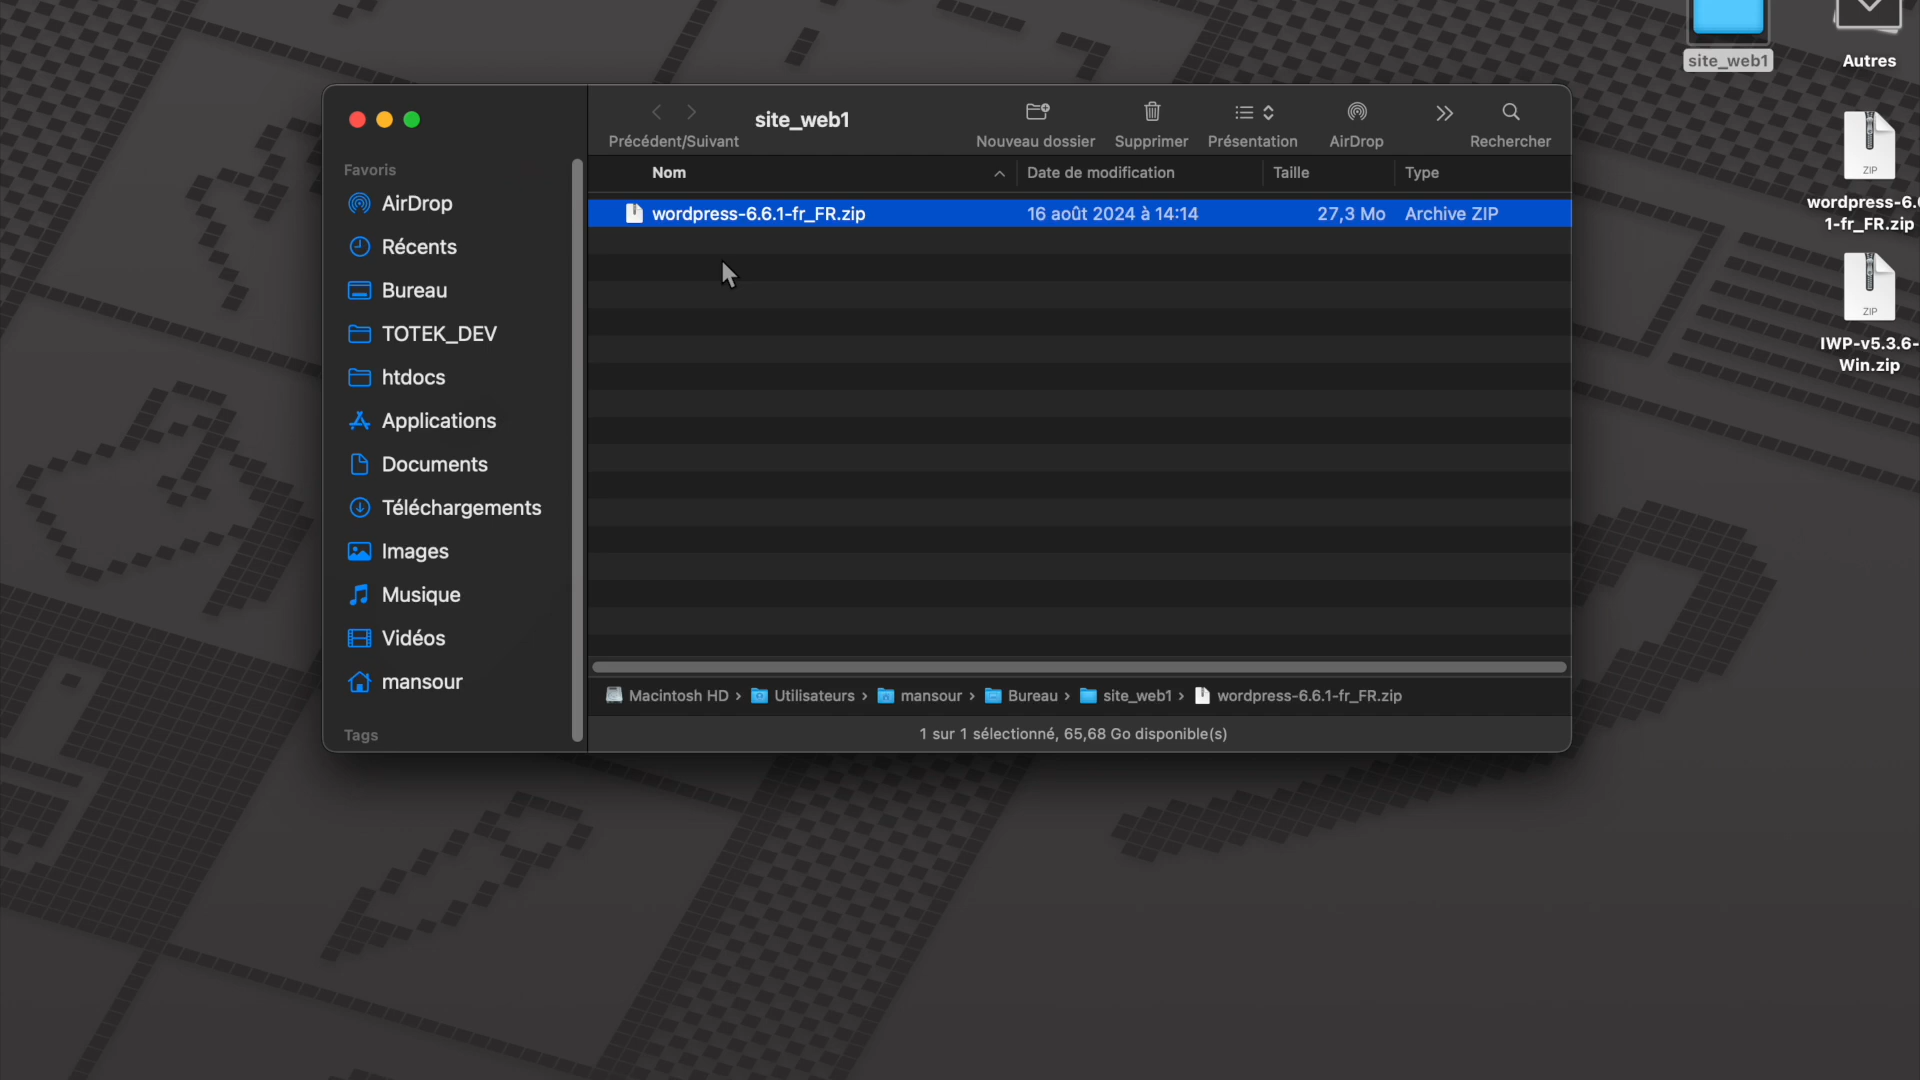 site_web1
Autres
site_web1
Précédent/Suivant
Nouveau dossier
Supprimer
Présentation
AirDrop
Rechercher
Favoris
AirDrop
Récents
Bureau
TOTEK_DEV
htdocs
Applications
Documents
Téléchargements
Images
Musique
Vidéos
mansour
Tags
Nom Date de modification Taille Type
wordpress-6.6.1-fr_FR.zip 16 août 2024 à 14:14 27,3 Mo Archive ZIP
Macintosh HD › Utilisateurs › mansour › Bureau › site_web1 › wordpress-6.6.1-fr_FR.zip
1 sur 1 sélectionné, 65,68 Go disponible(s)
ZIP
wordpress-6.6
1-fr_FR.zip
ZIP
IWP-v5.3.6-
Win.zip